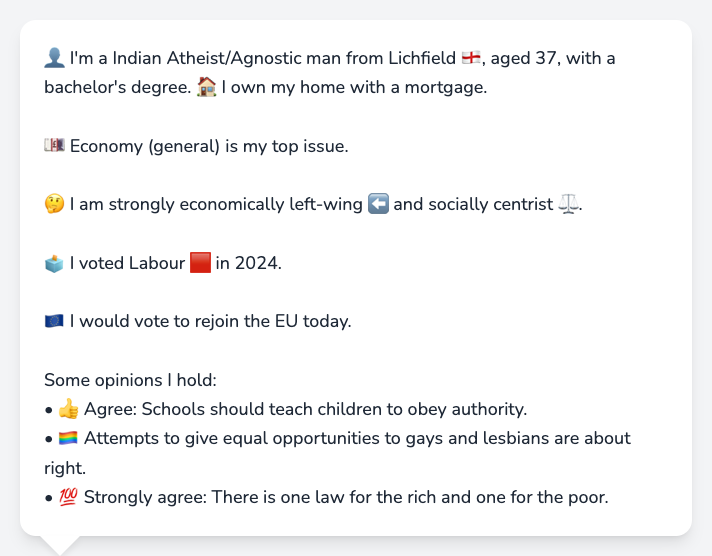 👤 I'm a Indian Atheist/Agnostic man from Lichfield 🏴󠁧󠁢󠁥󠁮󠁧󠁿, aged 37, with a
bachelor's degree. 🏠 I own my home with a mortgage.
💷 Economy (general) is my top issue.
🤔 I am strongly economically left-wing ⬅️ and socially centrist ⚖️.
🗳️ I voted Labour 🟥 in 2024.
🇪🇺 I would vote to rejoin the EU today.
Some opinions I hold:
• 👍 Agree: Schools should teach children to obey authority.
• 🏳️‍🌈 Attempts to give equal opportunities to gays and lesbians are about
right.
• 💯 Strongly agree: There is one law for the rich and one for the poor.